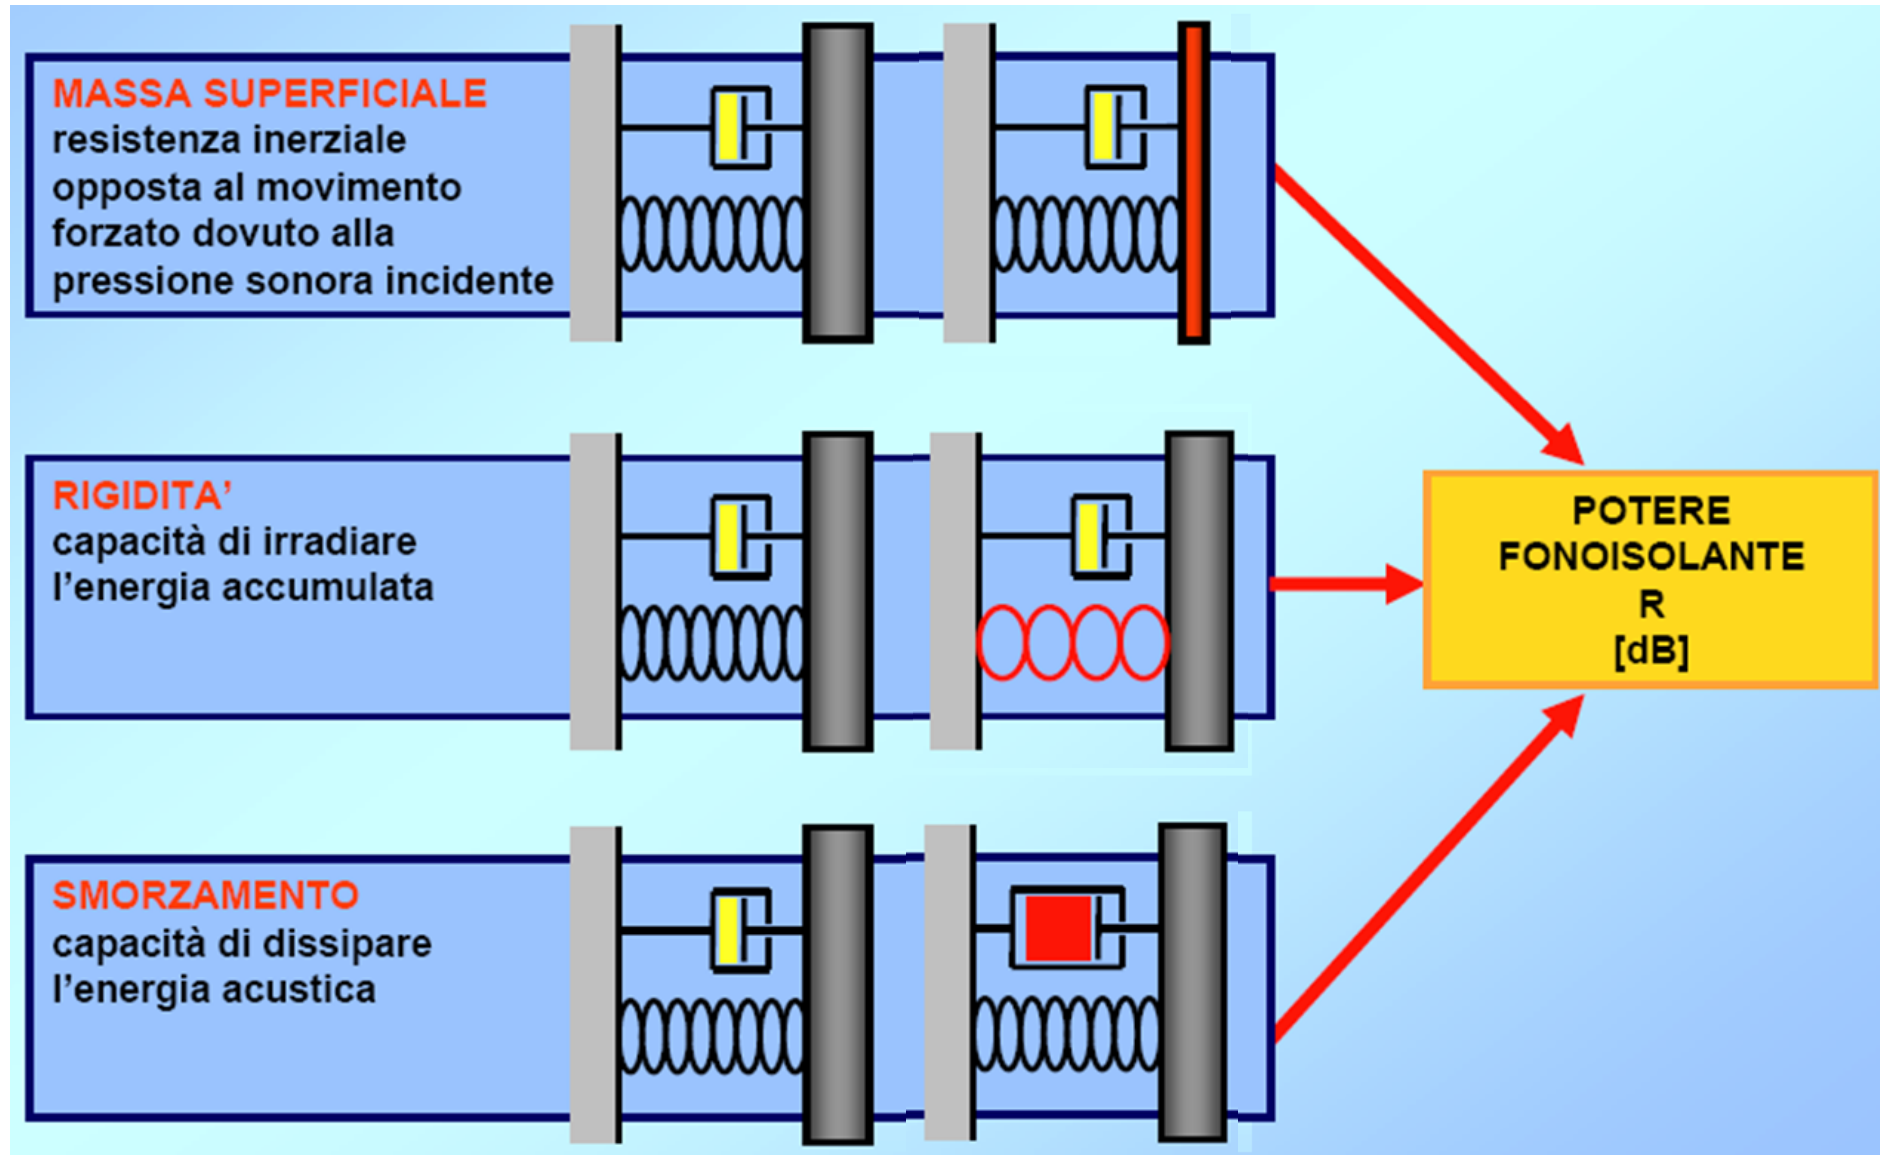 MASSA SUPERFICIALE
resistenza inerziale
opposta al movimento
forzato dovuto alla
pressione sonora incidente
RIGIDITA'
capacità di irradiare
l'energia accumulata
SMORZAMENTO
capacità di dissipare
l'energia acustica
POTERE
FONOISOLANTE
R
[dB]